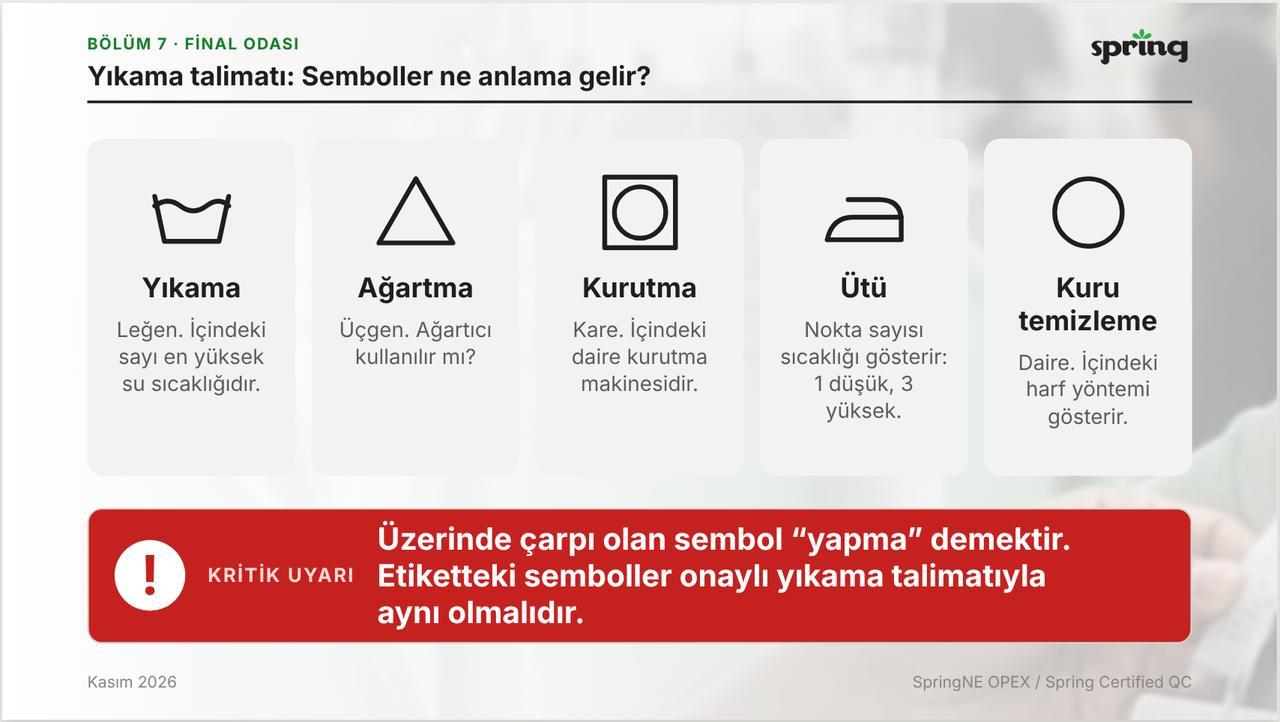 BÖLÜM 7 · FİNAL ODASI
spring
Yıkama talimatı: Semboller ne anlama gelir?
Yıkama
Leğen. İçindeki
sayı en yüksek
su sıcaklığıdır.
Ağartma
Üçgen. Ağartıcı
kullanılır mı?
Kurutma
Kare. İçindeki
daire kurutma
makinesidir.
Ütü
Nokta sayısı
sıcaklığı gösterir:
1 düşük, 3
yüksek.
Kuru
temizleme
Daire. İçindeki
harf yöntemi
gösterir.
!
KRİTİK UYARI
Üzerinde çarpı olan sembol “yapma” demektir.
Etiketteki semboller onaylı yıkama talimatıyla
aynı olmalıdır.
Kasım 2026
SpringNE OPEX / Spring Certified QC